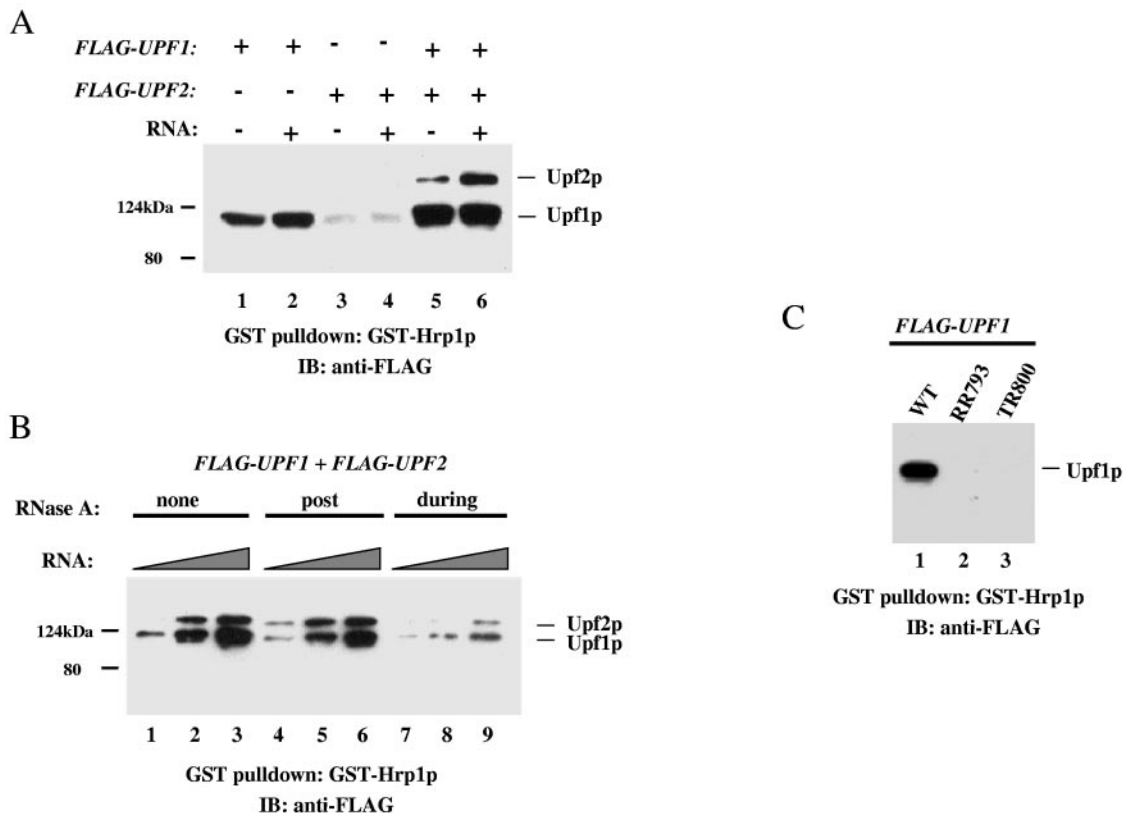 A
FLAG-UPF1: + + - - + +
FLAG-UPF2: - - + + + +
RNA: - + - + - +
Upf2p
124kDa
Upf1p
80
1 2 3 4 5 6
GST pulldown: GST-Hrp1p
IB: anti-FLAG
B
FLAG-UPF1 + FLAG-UPF2
RNase A: none post during
RNA:
124kDa
Upf2p
Upf1p
80
1 2 3 4 5 6 7 8 9
GST pulldown: GST-Hrp1p
IB: anti-FLAG
C
FLAG-UPF1
WT RR793 TR800
Upf1p
1 2 3
GST pulldown: GST-Hrp1p
IB: anti-FLAG